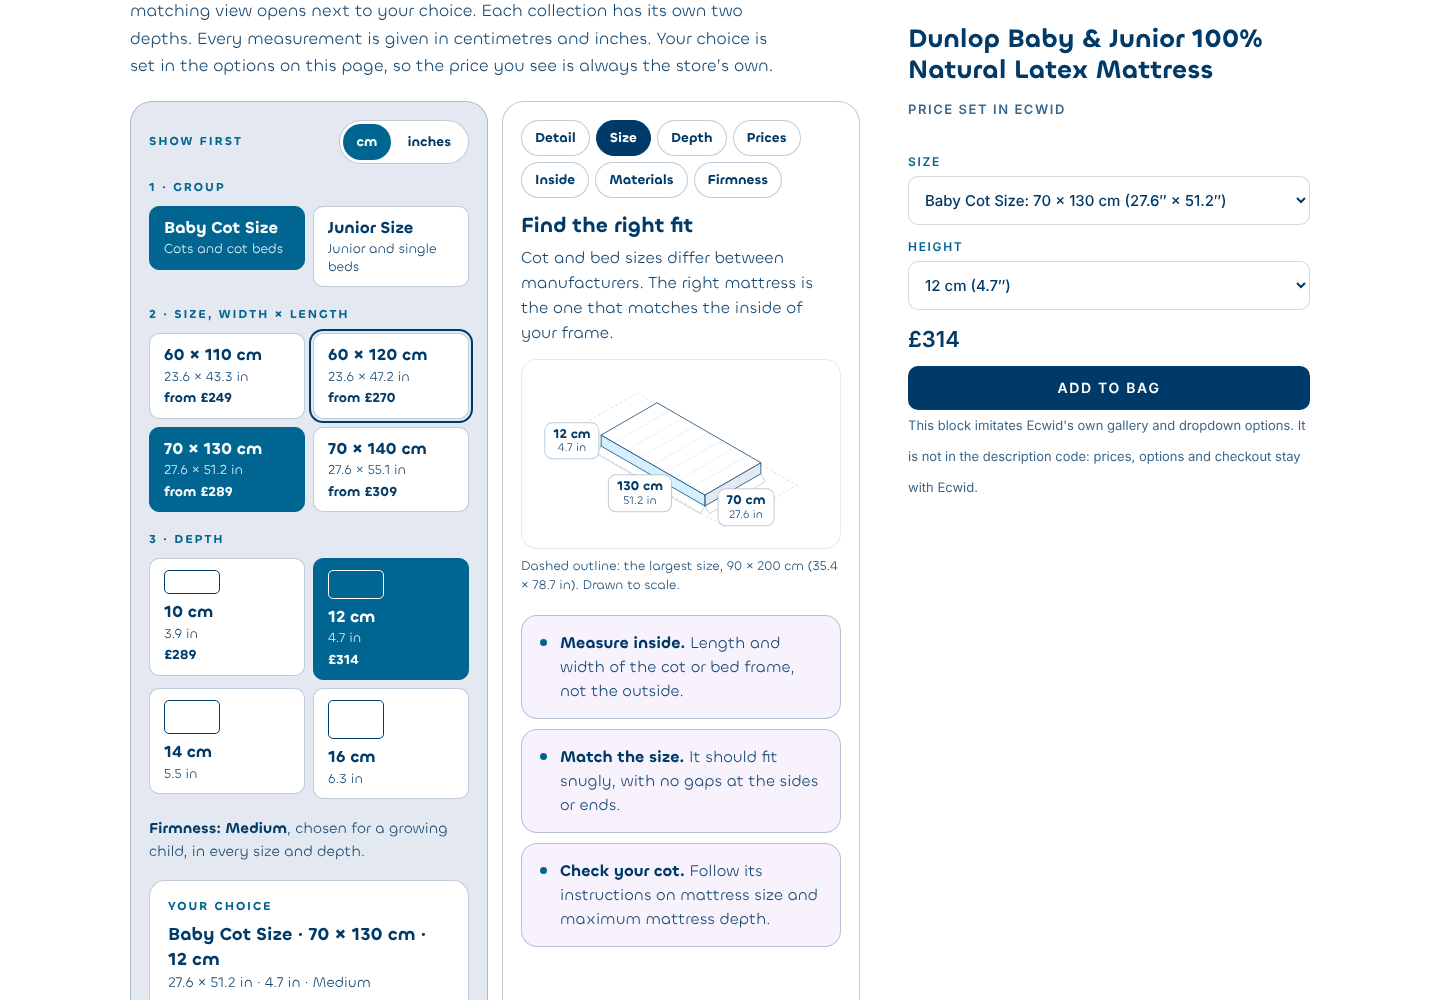 matching view opens next to your choice. Each collection has its own two
depths. Every measurement is given in centimetres and inches. Your choice is
set in the options on this page, so the price you see is always the store's own.
SHOW FIRST
cm
inches
1 · GROUP
Baby Cot Size
Cots and cot beds
Junior Size
Junior and single
beds
2 · SIZE, WIDTH × LENGTH
60 × 110 cm
23.6 × 43.3 in
from £249
60 × 120 cm
23.6 × 47.2 in
from £270
70 × 130 cm
27.6 × 51.2 in
from £289
70 × 140 cm
27.6 × 55.1 in
from £309
3 · DEPTH
10 cm
3.9 in
£289
12 cm
4.7 in
£314
14 cm
5.5 in
16 cm
6.3 in
Firmness: Medium, chosen for a growing
child, in every size and depth.
YOUR CHOICE
Baby Cot Size · 70 × 130 cm ·
12 cm
27.6 × 51.2 in · 4.7 in · Medium
Detail
Size
Depth
Prices
Inside
Materials
Firmness
Find the right fit
Cot and bed sizes differ between
manufacturers. The right mattress is
the one that matches the inside of
your frame.
12 cm
4.7 in
130 cm
51.2 in
70 cm
27.6 in
Dashed outline: the largest size, 90 × 200 cm (35.4
× 78.7 in). Drawn to scale.
Measure inside. Length and
width of the cot or bed frame,
not the outside.
Match the size. It should fit
snugly, with no gaps at the sides
or ends.
Check your cot. Follow its
instructions on mattress size and
maximum mattress depth.
Dunlop Baby & Junior 100%
Natural Latex Mattress
PRICE SET IN ECWID
SIZE
Baby Cot Size: 70 × 130 cm (27.6″ × 51.2″)
HEIGHT
12 cm (4.7″)
£314
ADD TO BAG
This block imitates Ecwid's own gallery and dropdown options. It
is not in the description code: prices, options and checkout stay
with Ecwid.